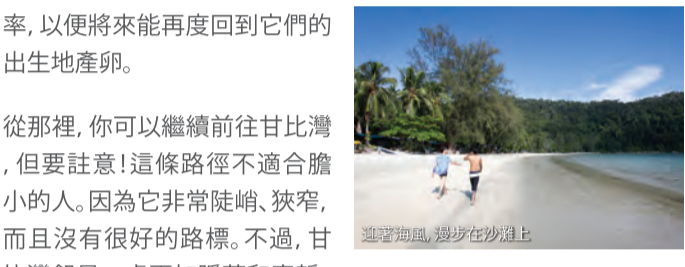 率, 以便將來能再度回到它們的
出生地產卵。
從那裡, 你可以繼續前往甘比灣
, 但要註意!這條路徑不適合膽
小的人。因為它非常陡峭、狹窄,
而且沒有很好的路標。不過, 甘
迎著海風, 漫步在沙灘上